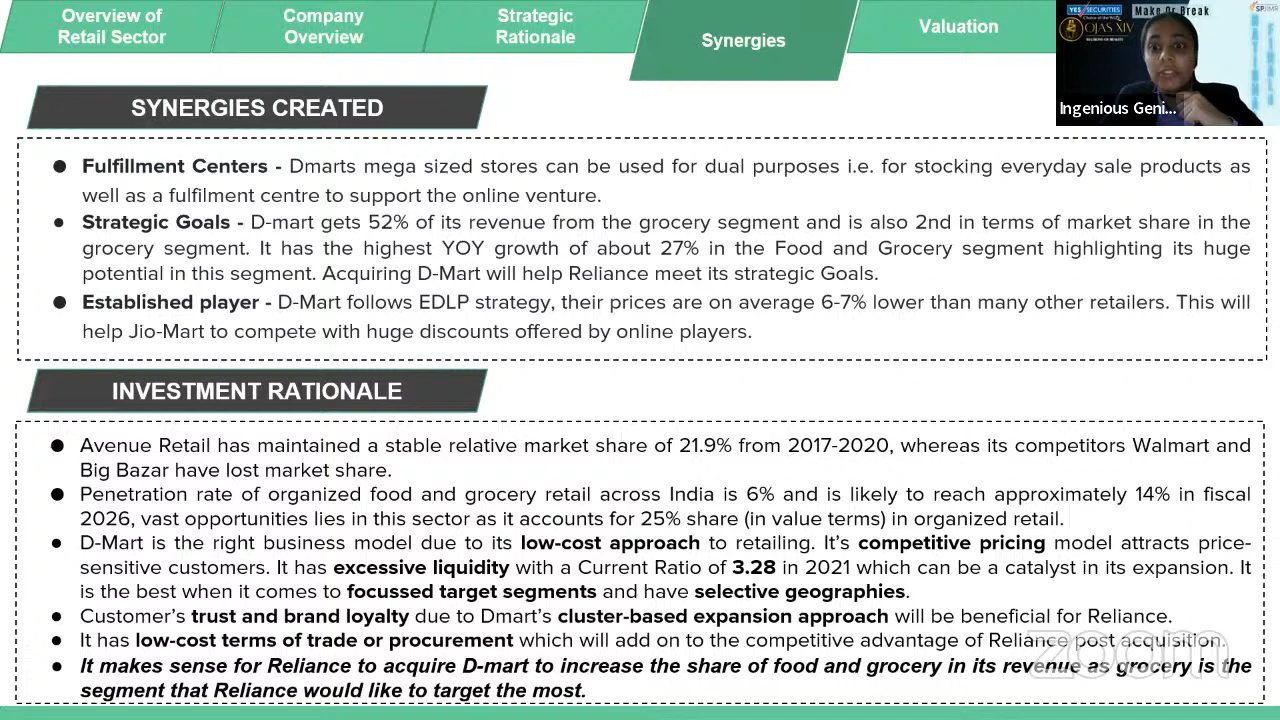 Overview of
Retail Sector
Company
Overview
Strategic
Rationale
Synergies
Valuation
YES SECURITIES
Make Or Break
SPJIMR
OJAS XIV
Ingenious Geni...
SYNERGIES CREATED
● Fulfillment Centers - Dmarts mega sized stores can be used for dual purposes i.e. for stocking everyday sale products as
well as a fulfilment centre to support the online venture.
● Strategic Goals - D-mart gets 52% of its revenue from the grocery segment and is also 2nd in terms of market share in the
grocery segment. It has the highest YOY growth of about 27% in the Food and Grocery segment highlighting its huge
potential in this segment. Acquiring D-Mart will help Reliance meet its strategic Goals.
● Established player - D-Mart follows EDLP strategy, their prices are on average 6-7% lower than many other retailers. This will
help Jio-Mart to compete with huge discounts offered by online players.
INVESTMENT RATIONALE
● Avenue Retail has maintained a stable relative market share of 21.9% from 2017-2020, whereas its competitors Walmart and
Big Bazar have lost market share.
● Penetration rate of organized food and grocery retail across India is 6% and is likely to reach approximately 14% in fiscal
2026, vast opportunities lies in this sector as it accounts for 25% share (in value terms) in organized retail.
● D-Mart is the right business model due to its low-cost approach to retailing. It's competitive pricing model attracts price-
sensitive customers. It has excessive liquidity with a Current Ratio of 3.28 in 2021 which can be a catalyst in its expansion. It
is the best when it comes to focussed target segments and have selective geographies.
● Customer's trust and brand loyalty due to Dmart's cluster-based expansion approach will be beneficial for Reliance.
● It has low-cost terms of trade or procurement which will add on to the competitive advantage of Reliance post acquisition.
● It makes sense for Reliance to acquire D-mart to increase the share of food and grocery in its revenue as grocery is the
segment that Reliance would like to target the most.
zoom